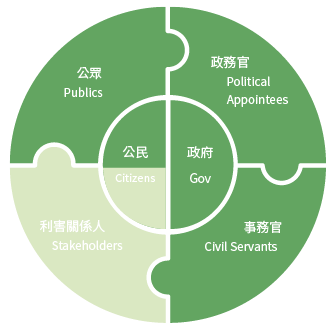 公眾
Publics
政務官
Political
Appointees
公民
Citizens
政府
Gov
利害關係人
Stakeholders
事務官
Civil Servants